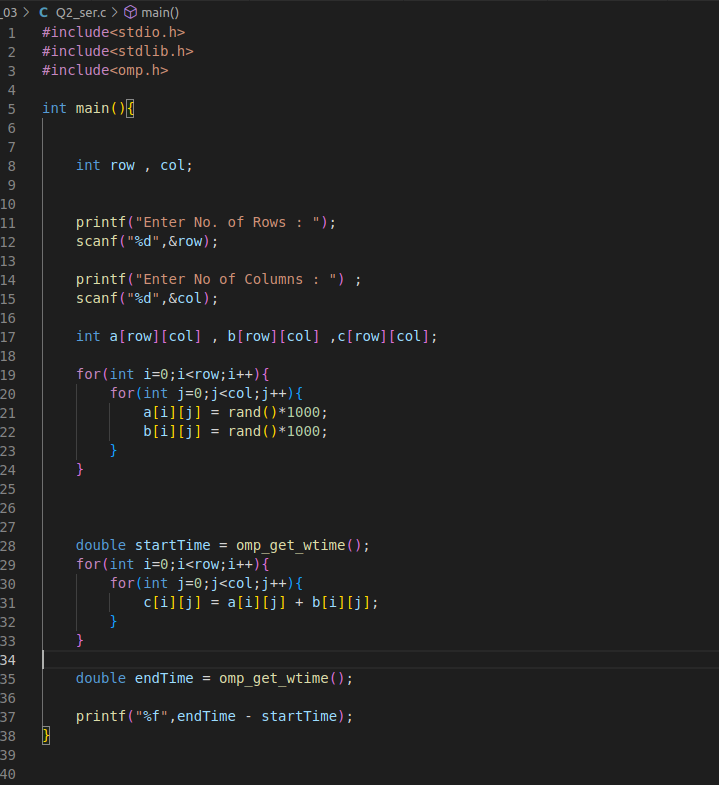 _03 > C Q2_ser.c > main()
1 #include<stdio.h>
2 #include<stdlib.h>
3 #include<omp.h>
4
5 int main(){
6
7
8     int row , col;
9
10
11     printf("Enter No. of Rows : ");
12     scanf("%d",&row);
13
14     printf("Enter No of Columns : ") ;
15     scanf("%d",&col);
16
17     int a[row][col] , b[row][col] ,c[row][col];
18
19     for(int i=0;i<row;i++){
20         for(int j=0;j<col;j++){
21             a[i][j] = rand()*1000;
22             b[i][j] = rand()*1000;
23         }
24     }
25
26
27
28     double startTime = omp_get_wtime();
29     for(int i=0;i<row;i++){
30         for(int j=0;j<col;j++){
31             c[i][j] = a[i][j] + b[i][j];
32         }
33     }
34
35     double endTime = omp_get_wtime();
36
37     printf("%f",endTime - startTime);
38 }
39
40